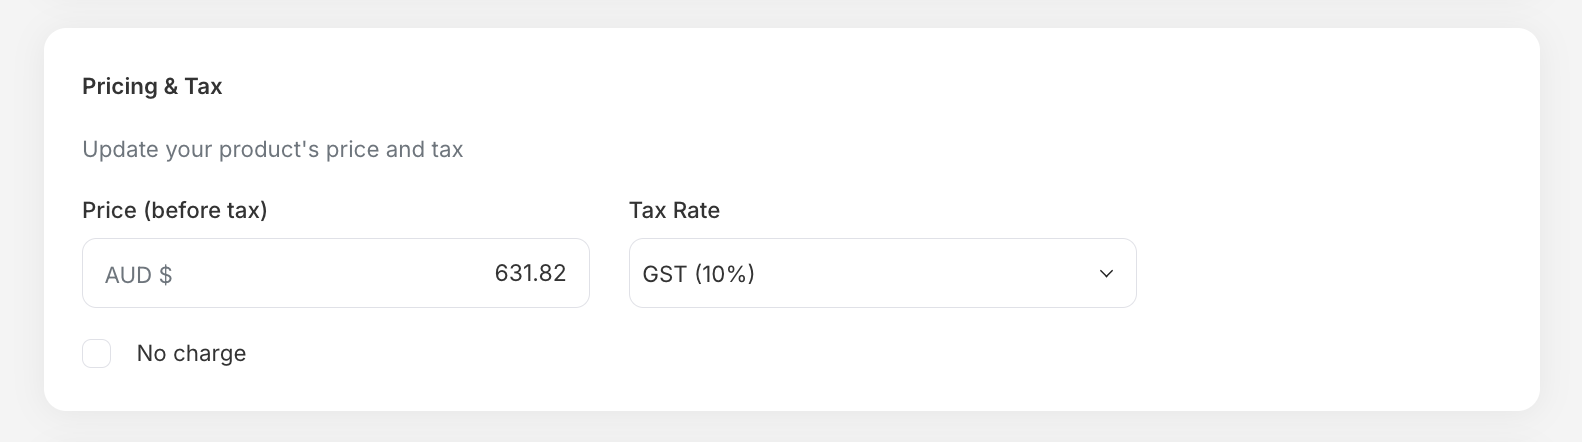 Pricing & Tax
Update your product's price and tax
Price (before tax)
Tax Rate
AUD $ 631.82
GST (10%)
No charge